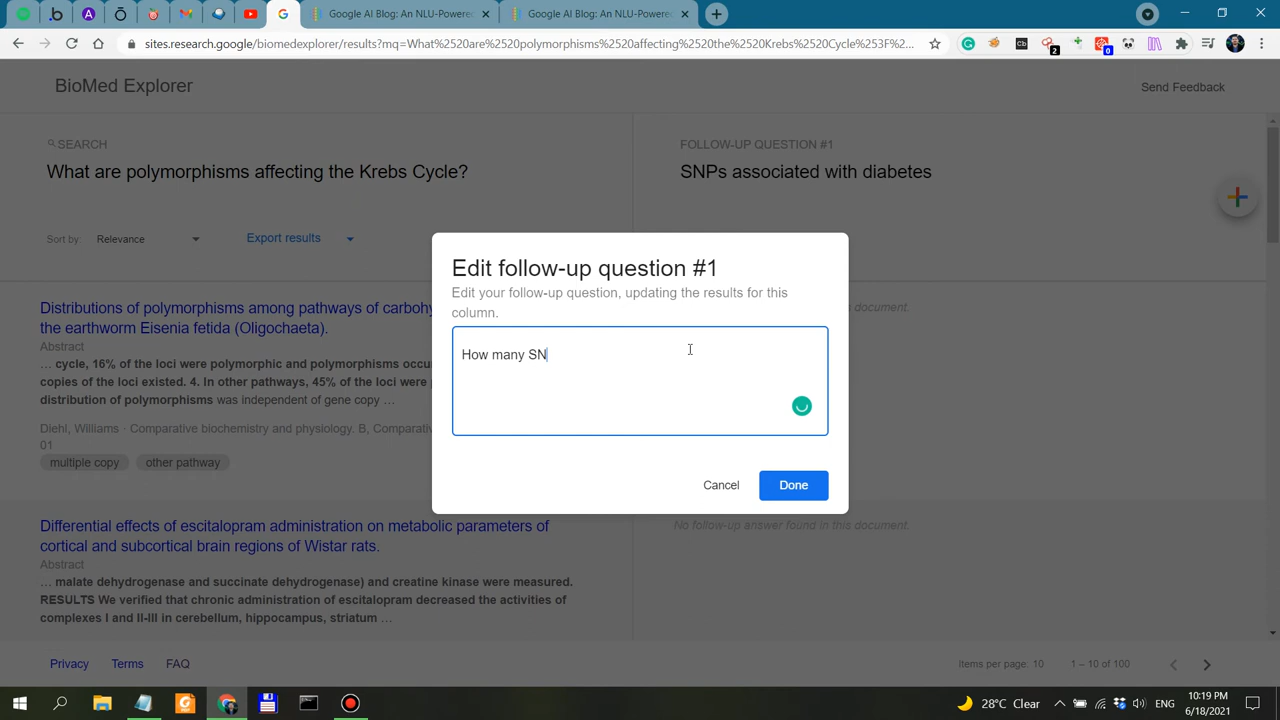 Google AI Blog: An NLU-Powere
Google AI Blog: An NLU-Powered
sites.research.google/biomedexplorer/results?mq=What%2520are%2520polymorphisms%2520affecting%2520the%2520Krebs%2520Cycle%253F%2...
2
0
BioMed Explorer
Send Feedback
SEARCH
What are polymorphisms affecting the Krebs Cycle?
Sort by:
Relevance
Export results
FOLLOW-UP QUESTION #1
SNPs associated with diabetes
Edit follow-up question #1
Edit your follow-up question, updating the results for this
column.
How many SN
Cancel
Done
Distributions of polymorphisms among pathways of carbohy
the earthworm Eisenia fetida (Oligochaeta).
Abstract
... cycle, 16% of the loci were polymorphic and polymorphisms occu
copies of the loci existed. 4. In other pathways, 45% of the loci were
distribution of polymorphisms was independent of gene copy ...
Diehl, Williams · Comparative biochemistry and physiology. B, Comparati
01
multiple copy
other pathway
document.
Differential effects of escitalopram administration on metabolic parameters of
cortical and subcortical brain regions of Wistar rats.
Abstract
... malate dehydrogenase and succinate dehydrogenase) and creatine kinase were measured.
RESULTS We verified that chronic administration of escitalopram decreased the activities of
complexes I and II-III in cerebellum, hippocampus, striatum ...
No follow-up answer found in this document.
Privacy
Terms
FAQ
Items per page: 10
1 – 10 of 100
28°C Clear
ENG
10:19 PM
6/18/2021